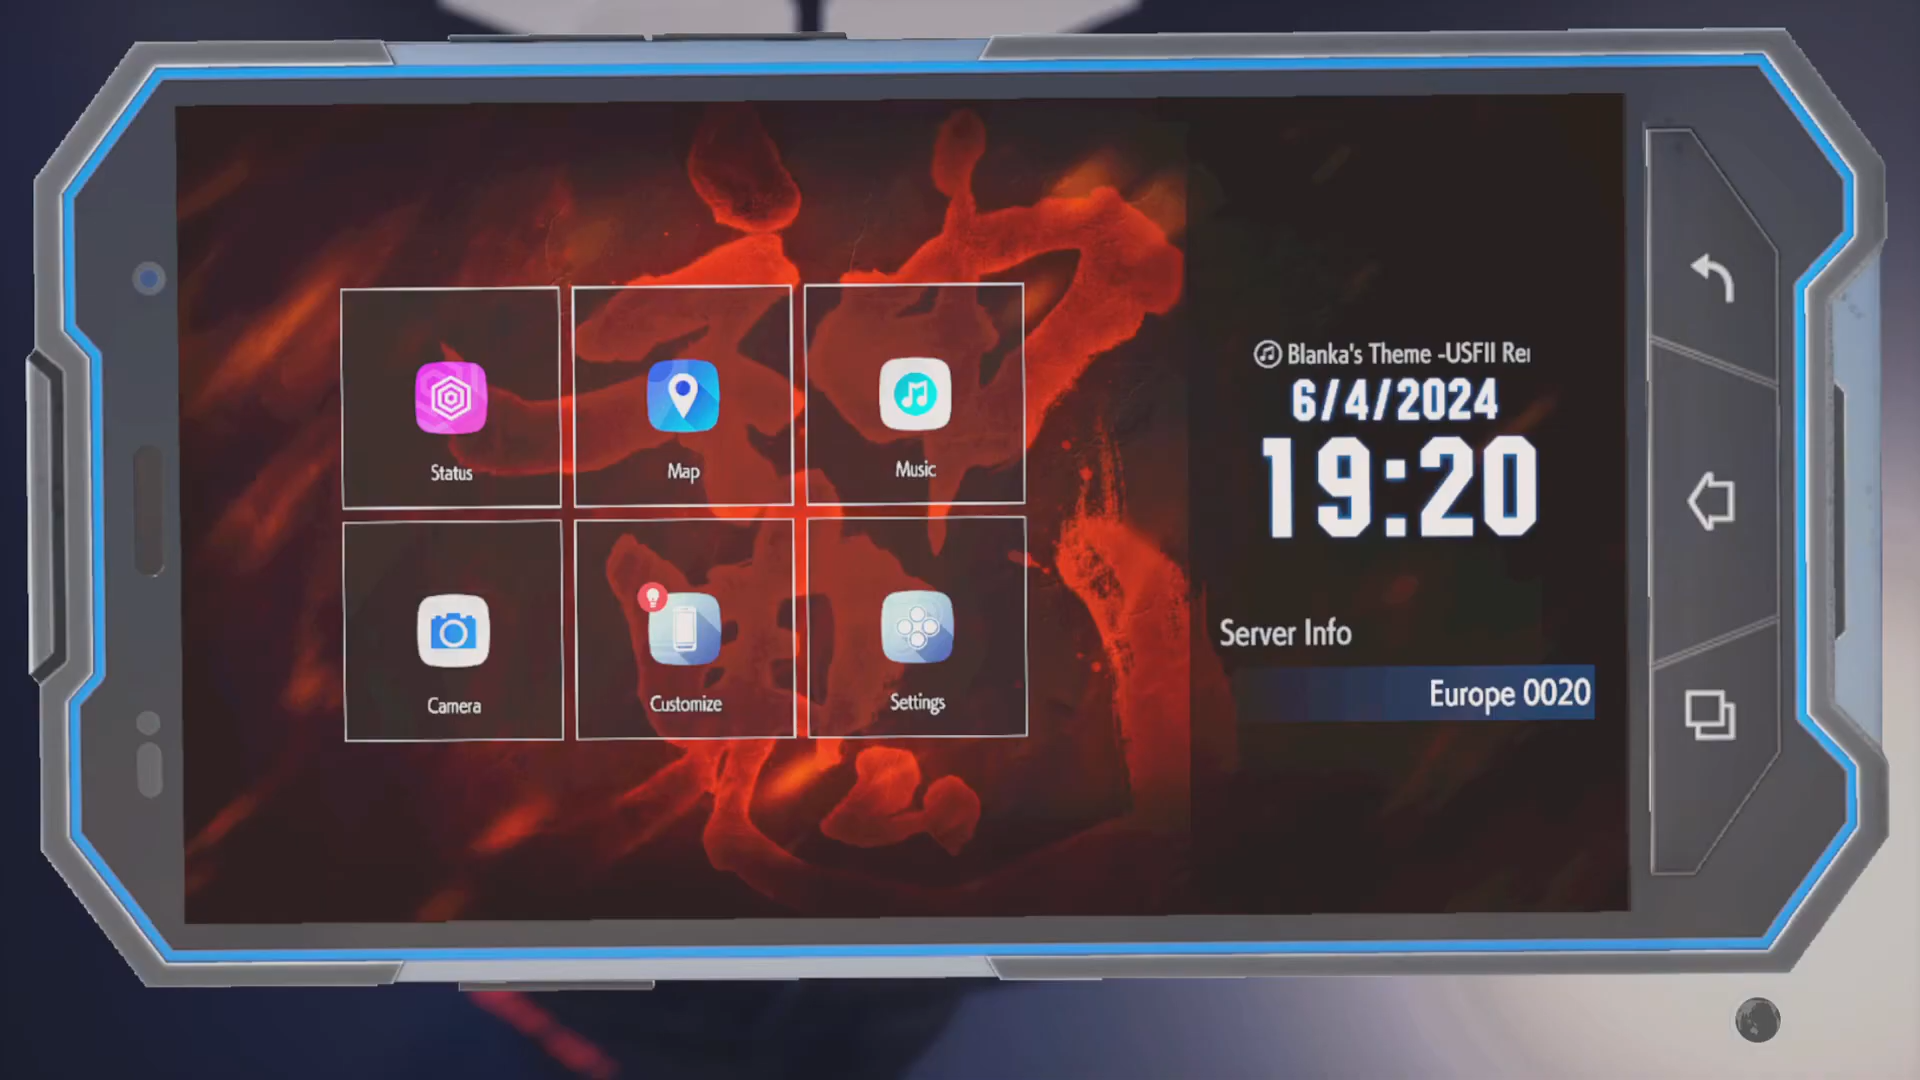 Status
Map
Music
Camera
Customize
Settings
Blanka's Theme -USFII
6/4/2024
19:20
Server Info
Europe 0020